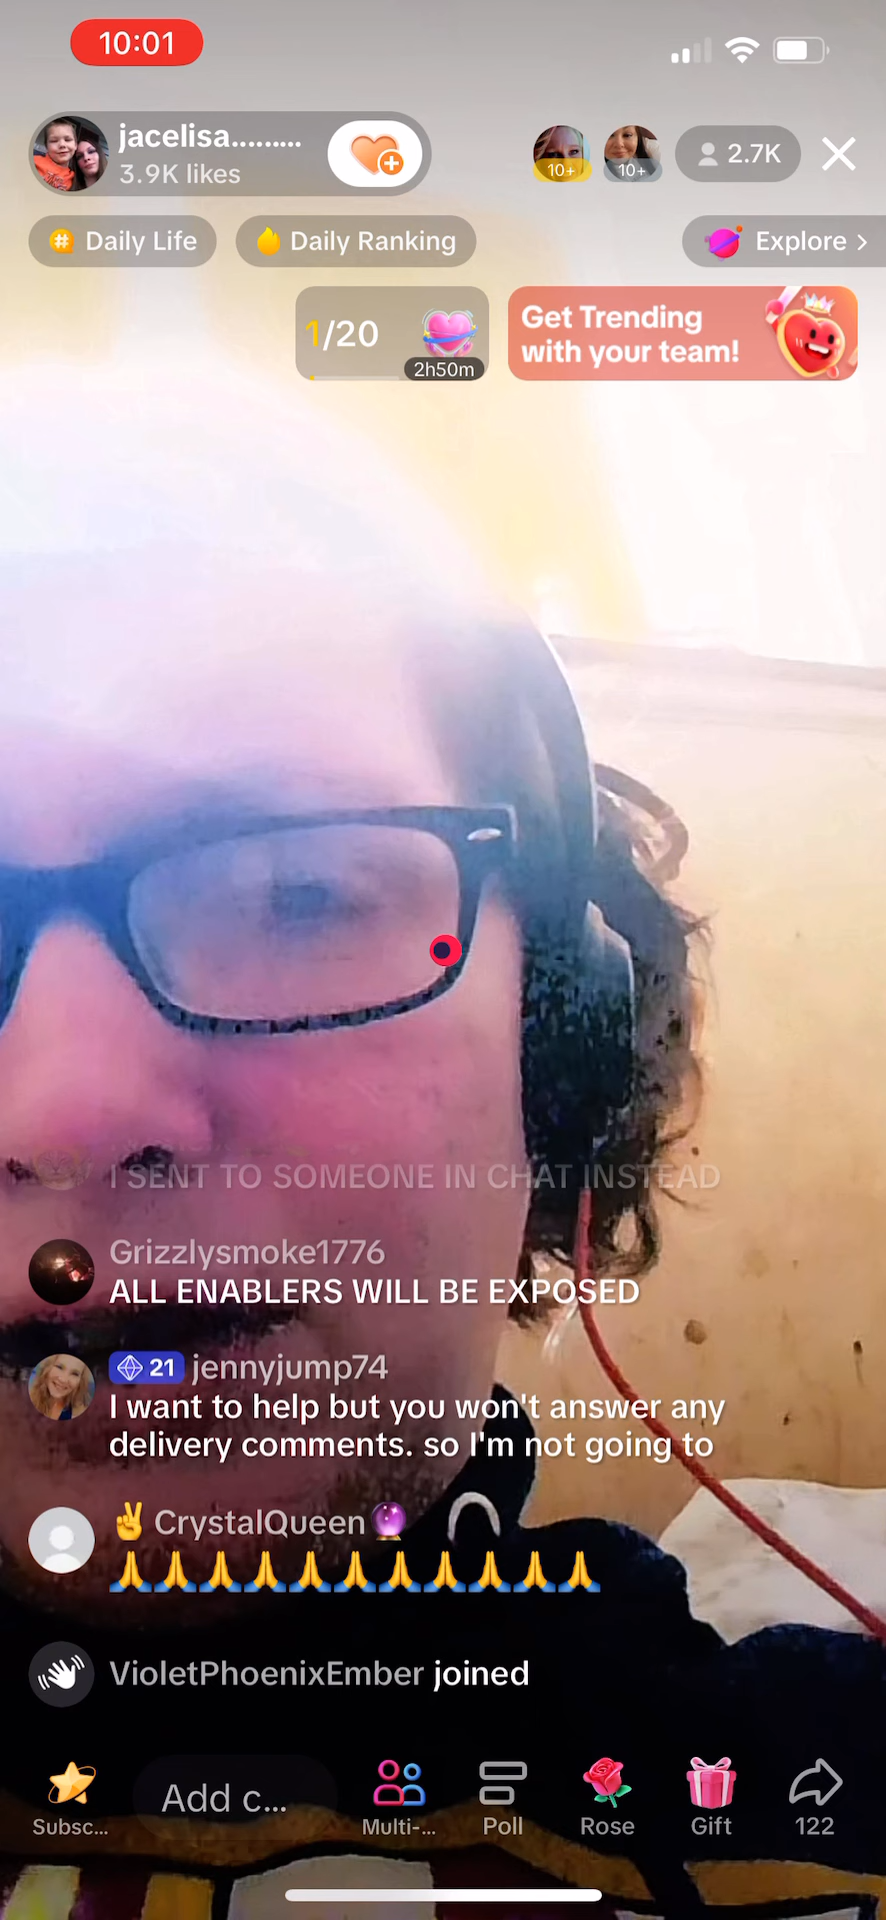 10:01
jacelisa.........
3.9K likes
10+
10+
2.7K
# Daily Life
Daily Ranking
Explore >
1/20
2h50m
Get Trending
with your team!
I SENT TO SOMEONE IN CHAT INSTEAD
Grizzlysmoke1776
ALL ENABLERS WILL BE EXPOSED
21 jennyjump74
I want to help but you won't answer any
delivery comments. so I'm not going to
✌️ CrystalQueen🔮
🙏🙏🙏🙏🙏🙏🙏🙏🙏🙏🙏
VioletPhoenixEmber joined
Add c...
Subsc...
Multi-...
Poll
Rose
Gift
122